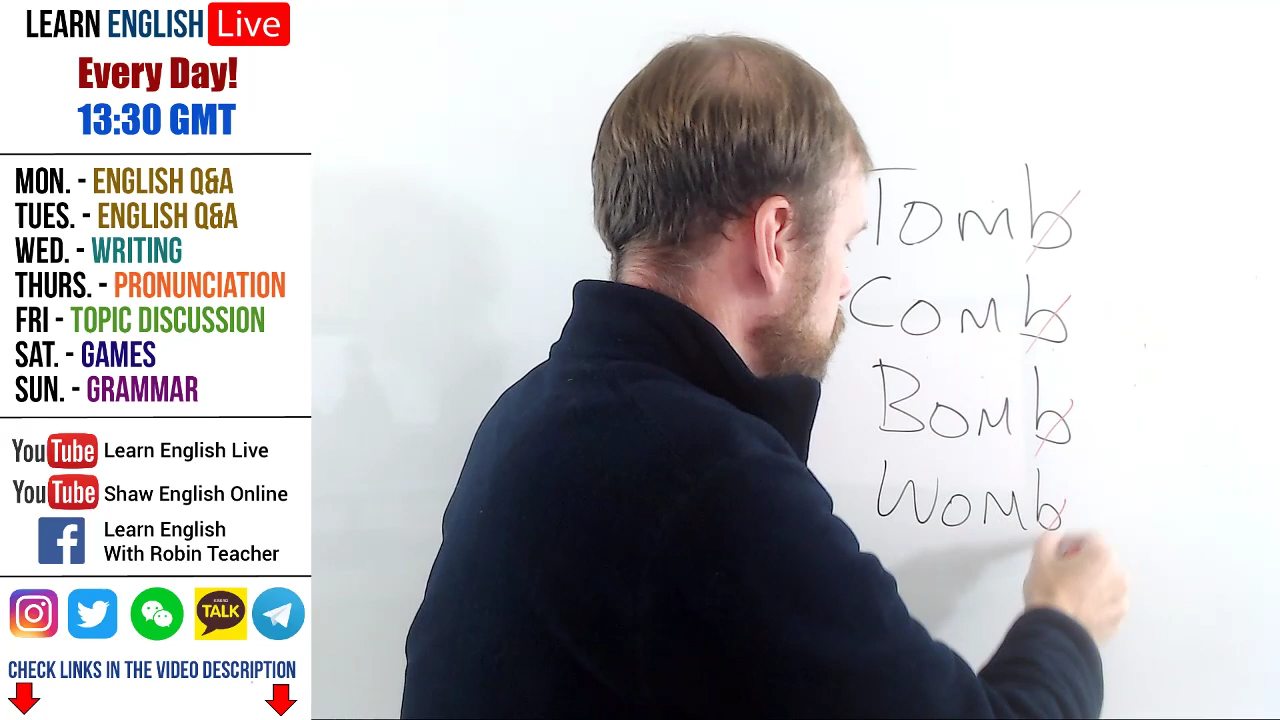 LEARN ENGLISH Live
Every Day!
13:30 GMT
MON. - ENGLISH Q&A
TUES. - ENGLISH Q&A
WED. - WRITING
THURS. - PRONUNCIATION
FRI - TOPIC DISCUSSION
SAT. - GAMES
SUN. - GRAMMAR
YouTube Learn English Live
YouTube Shaw English Online
f Learn English
With Robin Teacher
TALK
CHECK LINKS IN THE VIDEO DESCRIPTION
Tomb
Comb
Bomb
Womb